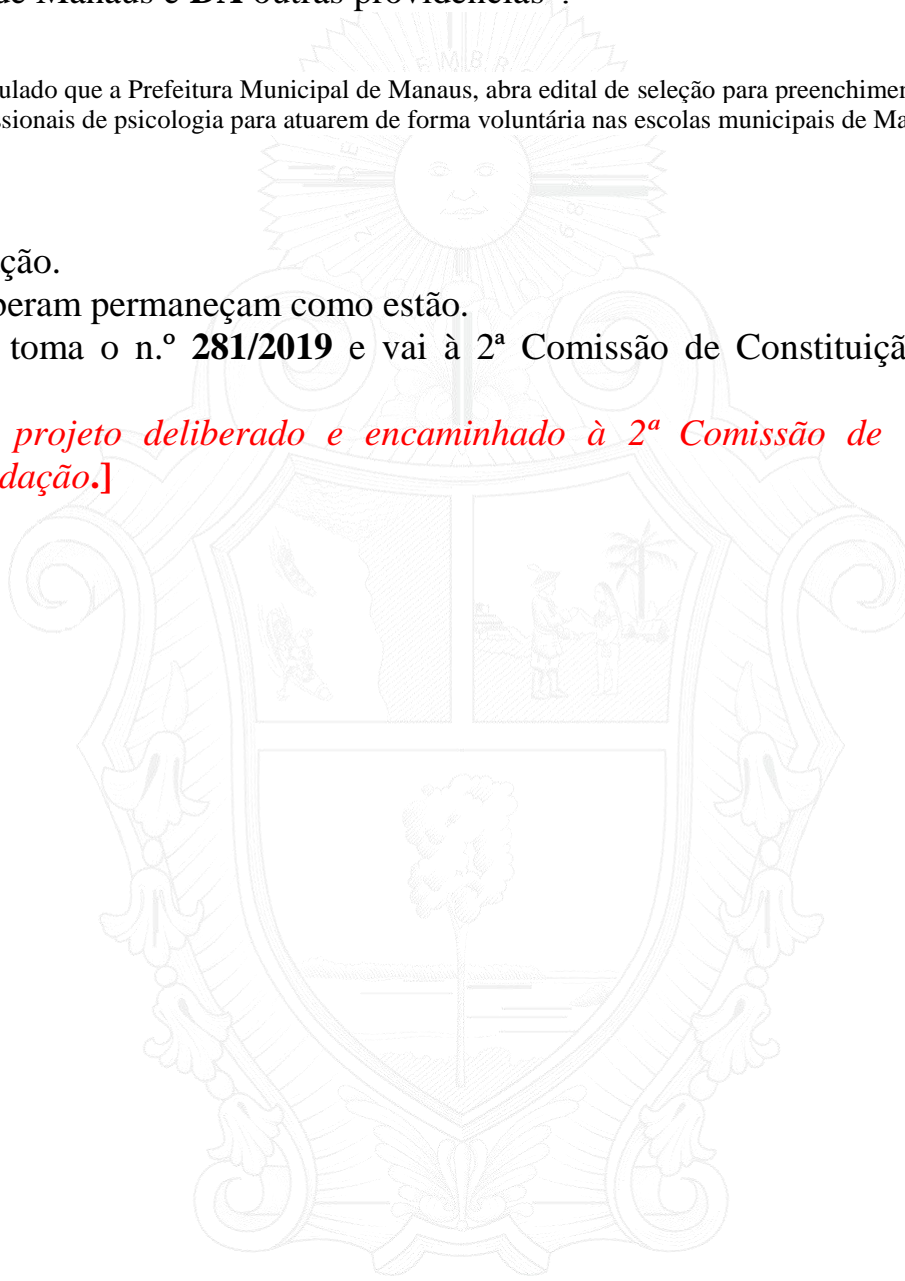 de Manaus e DÁ outras providências”.
ulado que a Prefeitura Municipal de Manaus, abra edital de seleção para preenchimen
ssionais de psicologia para atuarem de forma voluntária nas escolas municipais de Ma
ção.
beram permaneçam como estão.
toma o n.º 281/2019 e vai à 2ª Comissão de Constituiçã
projeto deliberado e encaminhado à 2ª Comissão de
dação.]